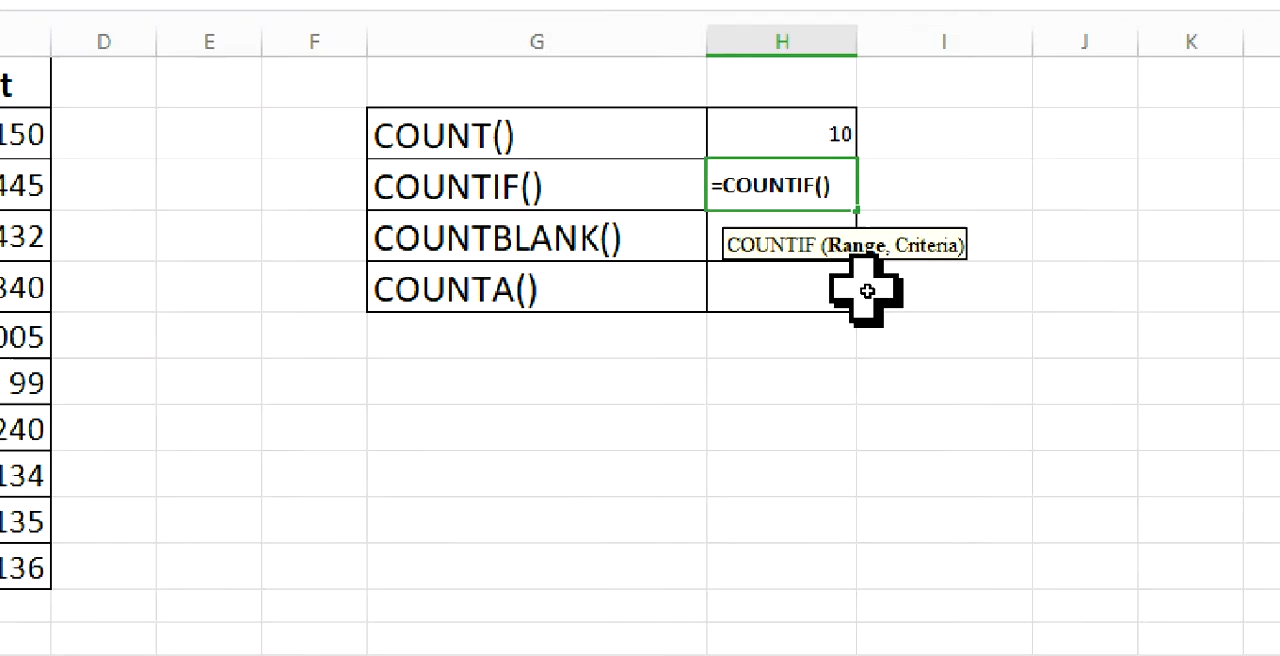 D E F G H I J K
t
150 COUNT() 10
445 COUNTIF() =COUNTIF()
432 COUNTBLANK() COUNTIF (Range, Criteria)
340 COUNTA()
005
99
240
134
135
136